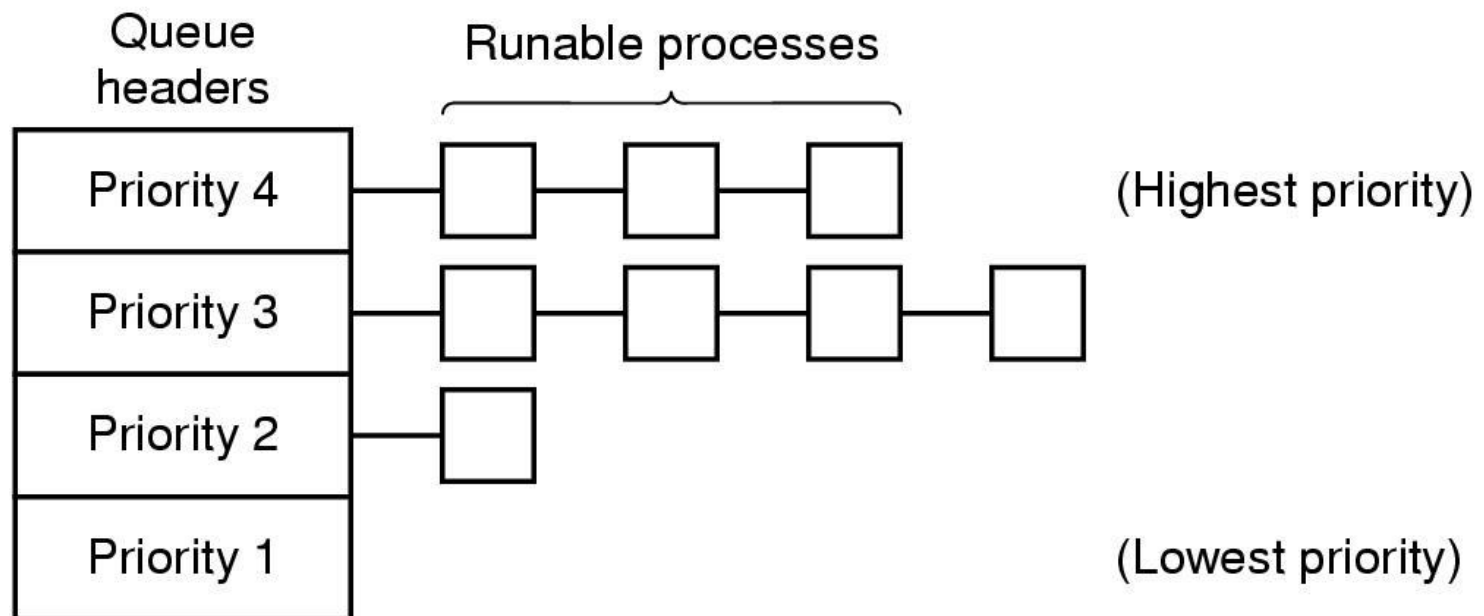 Queue
headers
Runable processes
Priority 4
(Highest priority)
Priority 3
Priority 2
Priority 1
(Lowest priority)